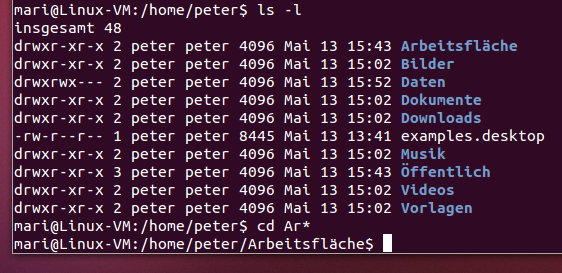 mari@Linux-VM:/home/peter$ ls -l
insgesamt 48
drwxr-xr-x 2 peter peter 4096 Mai 13 15:43 Arbeitsfläche
drwxr-xr-x 2 peter peter 4096 Mai 13 15:02 Bilder
drwxrwx--- 2 peter peter 4096 Mai 13 15:52 Daten
drwxr-xr-x 2 peter peter 4096 Mai 13 15:02 Dokumente
drwxr-xr-x 2 peter peter 4096 Mai 13 15:02 Downloads
-rw-r--r-- 1 peter peter 8445 Mai 13 13:41 examples.desktop
drwxr-xr-x 2 peter peter 4096 Mai 13 15:02 Musik
drwxr-xr-x 3 peter peter 4096 Mai 13 15:43 Öffentlich
drwxr-xr-x 2 peter peter 4096 Mai 13 15:02 Videos
drwxr-xr-x 2 peter peter 4096 Mai 13 15:02 Vorlagen
mari@Linux-VM:/home/peter$ cd Ar*
mari@Linux-VM:/home/peter/Arbeitsfläche$